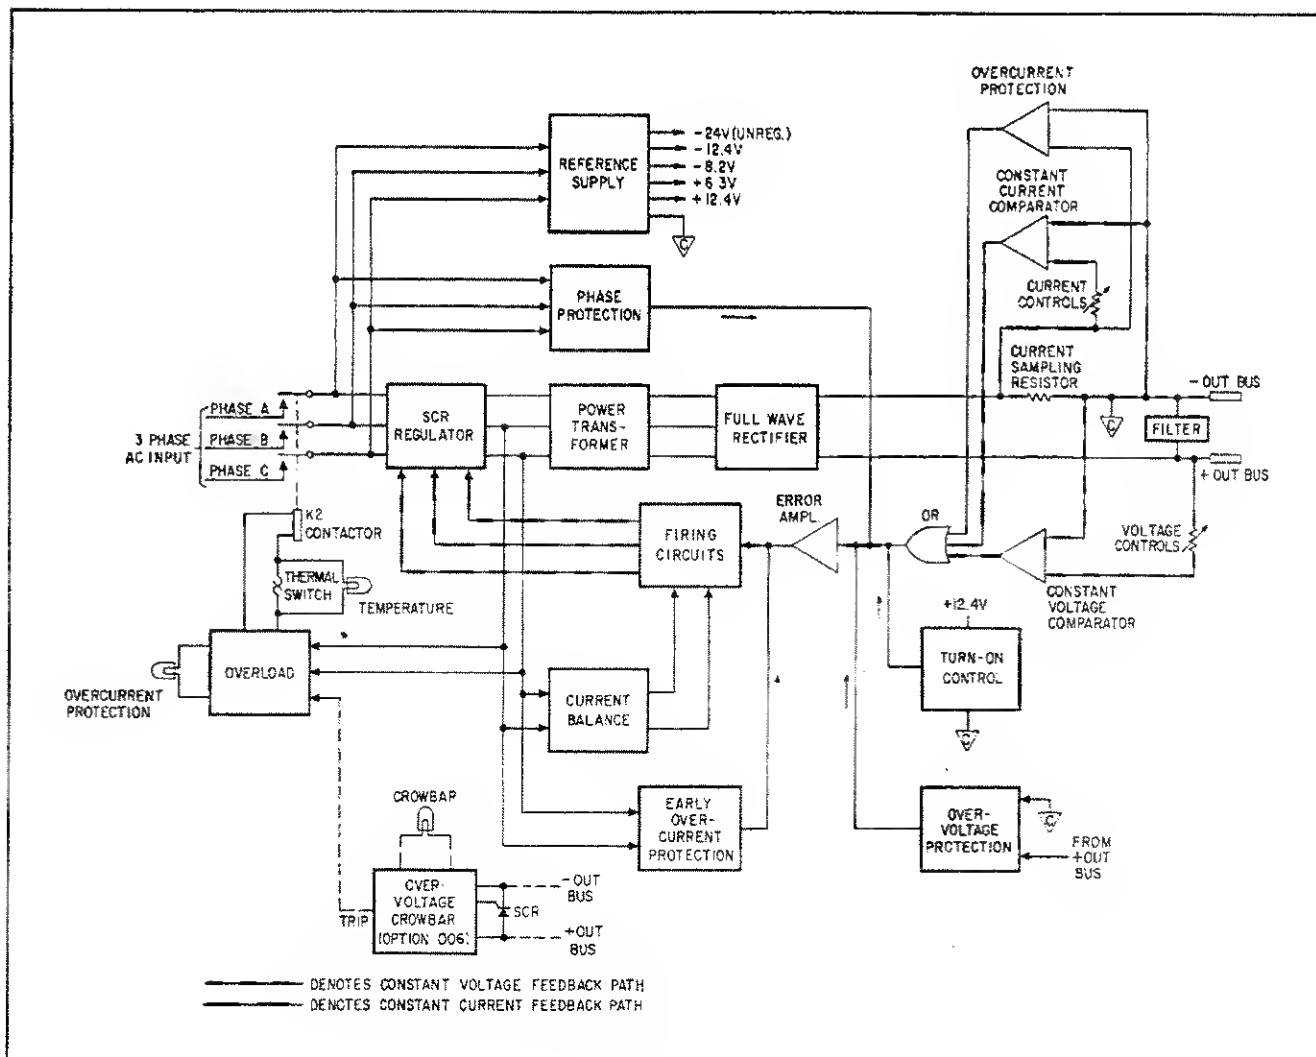 OVERCURRENT
PROTECTION
CONSTANT
CURRENT
COMPARATOR
CURRENT
CONTROLS
REFERENCE
SUPPLY
-24V (UNREG.)
-12.4V
-8.2V
+6.3V
+12.4V
C
PHASE
PROTECTION
CURRENT
SAMPLING
RESISTOR
- OUT BUS
C
FILTER
+ OUT BUS
3 PHASE
AC INPUT
PHASE A
PHASE B
PHASE C
SCR
REGULATOR
POWER
TRANS-
FORMER
FULL WAVE
RECTIFIER
K2
CONTACTOR
THERMAL
SWITCH
TEMPERATURE
FIRING
CIRCUITS
ERROR
AMPL.
OR
VOLTAGE
CONTROLS
CONSTANT
VOLTAGE
COMPARATOR
OVERLOAD
OVERCURRENT
PROTECTION
CURRENT
BALANCE
+12.4V
TURN-ON
CONTROL
C
CROWBAR
OVER-
VOLTAGE
CROWBAR
(OPTION 006)
TRIP
-OUT
BUS
SCR
+OUT
BUS
EARLY
OVER-
CURRENT
PROTECTION
OVER-
VOLTAGE
PROTECTION
C
FROM
+OUT
BUS
DENOTES CONSTANT VOLTAGE FEEDBACK PATH
DENOTES CONSTANT CURRENT FEEDBACK PATH